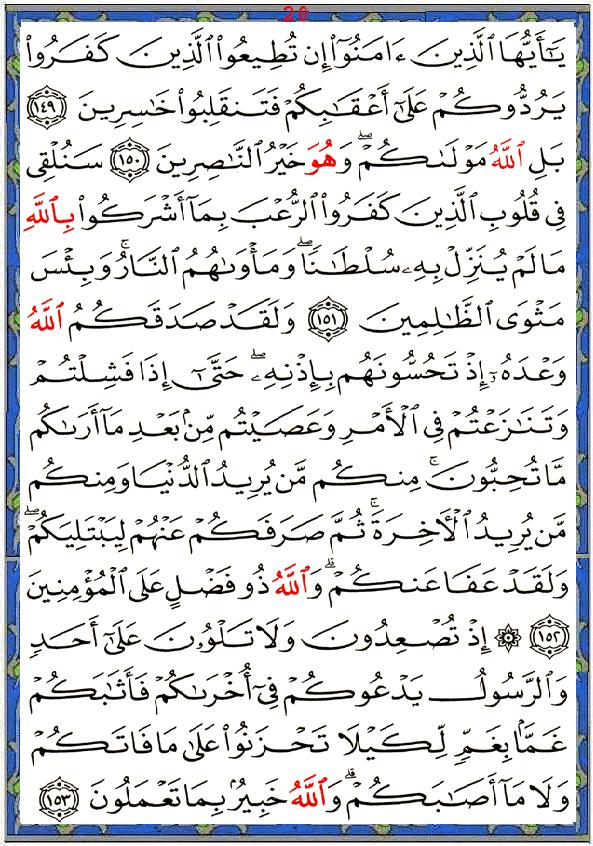 20
يَٰٓأَيُّهَا ٱلَّذِينَ ءَامَنُوٓا۟ إِن تُطِيعُوا۟ ٱلَّذِينَ كَفَرُوا۟
يَرُدُّوكُمْ عَلَىٰٓ أَعْقَٰبِكُمْ فَتَنقَلِبُوا۟ خَٰسِرِينَ ١٤٩
بَلِ ٱللَّهُ مَوْلَىٰكُمْ ۖ وَهُوَ خَيْرُ ٱلنَّٰصِرِينَ ١٥٠ سَنُلْقِى
فِى قُلُوبِ ٱلَّذِينَ كَفَرُوا۟ ٱلرُّعْبَ بِمَآ أَشْرَكُوا۟ بِٱللَّهِ
مَا لَمْ يُنَزِّلْ بِهِۦ سُلْطَٰنًا ۖ وَمَأْوَىٰهُمُ ٱلنَّارُ ۚ وَبِئْسَ
مَثْوَى ٱلظَّٰلِمِينَ ١٥١ وَلَقَدْ صَدَقَكُمُ ٱللَّهُ
وَعْدَهُۥٓ إِذْ تَحُسُّونَهُم بِإِذْنِهِۦ ۖ حَتَّىٰٓ إِذَا فَشِلْتُمْ
وَتَنَٰزَعْتُمْ فِى ٱلْأَمْرِ وَعَصَيْتُم مِّنۢ بَعْدِ مَآ أَرَىٰكُم
مَّا تُحِبُّونَ ۚ مِنكُم مَّن يُرِيدُ ٱلدُّنْيَا وَمِنكُم
مَّن يُرِيدُ ٱلْءَاخِرَةَ ۚ ثُمَّ صَرَفَكُمْ عَنْهُمْ لِيَبْتَلِيَكُمْ ۖ
وَلَقَدْ عَفَا عَنكُمْ ۗ وَٱللَّهُ ذُو فَضْلٍ عَلَى ٱلْمُؤْمِنِينَ
١٥٢ ۞ إِذْ تُصْعِدُونَ وَلَا تَلْوُۥنَ عَلَىٰٓ أَحَدٍ
وَٱلرَّسُولُ يَدْعُوكُمْ فِىٓ أُخْرَىٰكُمْ فَأَثَٰبَكُمْ
غَمًّۢا بِغَمٍّ لِّكَيْلَا تَحْزَنُوا۟ عَلَىٰ مَا فَاتَكُمْ
وَلَا مَآ أَصَٰبَكُمْ ۗ وَٱللَّهُ خَبِيرٌۢ بِمَا تَعْمَلُونَ ١٥٣